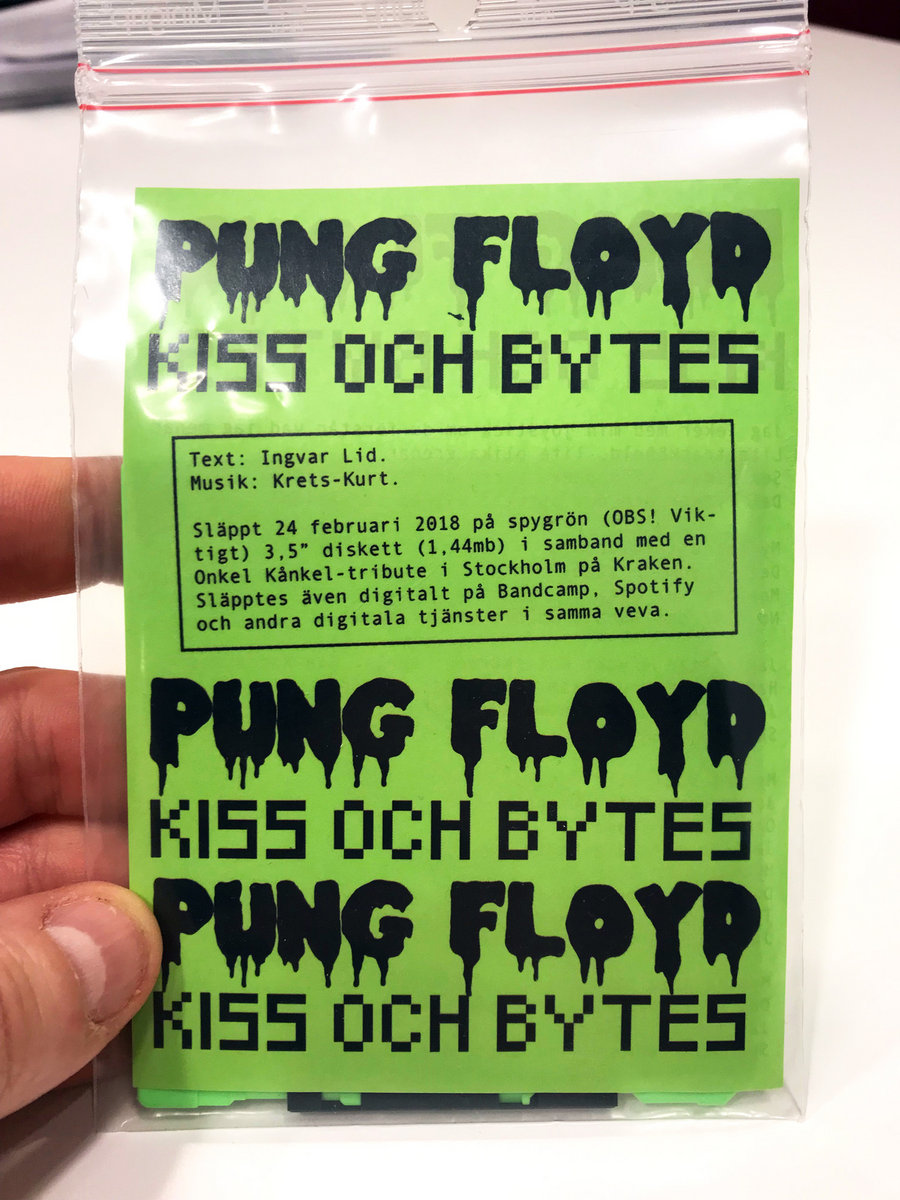 PUNG FLOYD
KISS OCH BYTES
Text: Ingvar Lid.
Musik: Krets-Kurt.
Släppt 24 februari 2018 på spygrön (OBS! Vik-
tigt) 3,5” diskett (1,44mb) i samband med en
Onkel Kånkel-tribute i Stockholm på Kraken.
Släpptes även digitalt på Bandcamp, Spotify
och andra digitala tjänster i samma veva.
PUNG FLOYD
KISS OCH BYTES
PUNG FLOYD
KISS OCH BYTES